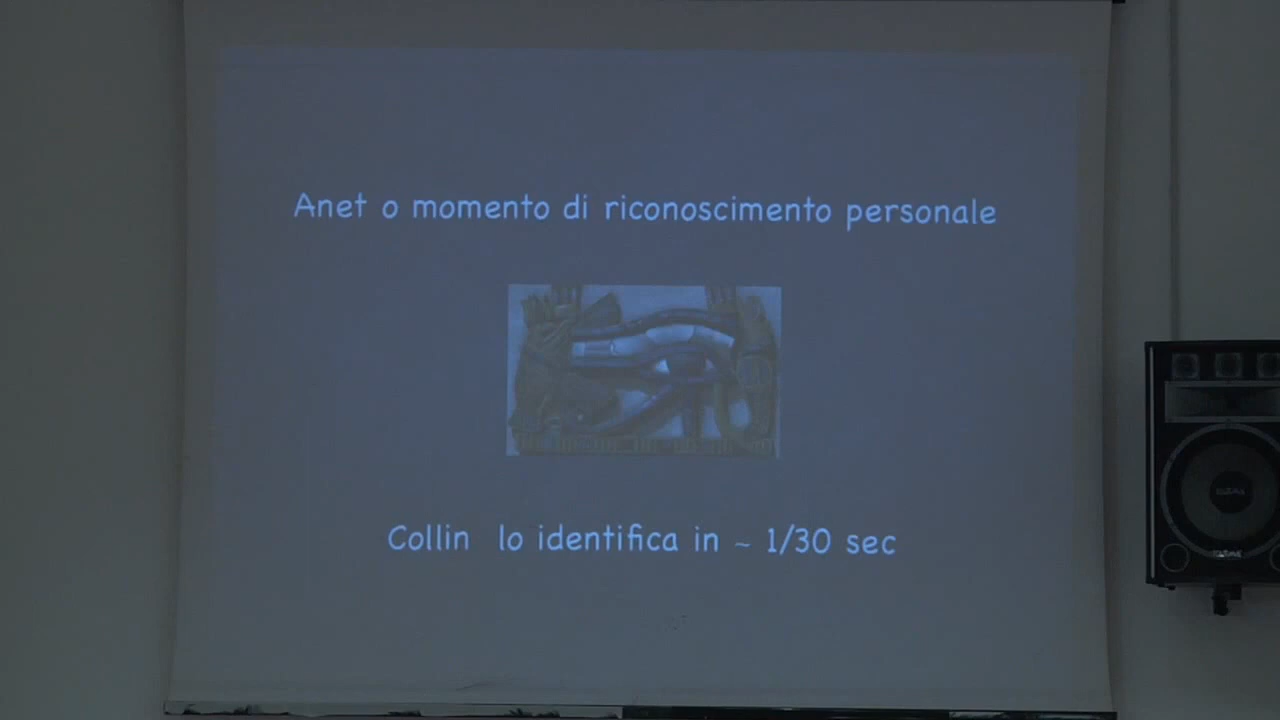 Anet o momento di riconoscimento personale
Collin lo identifica in ~ 1/30 sec